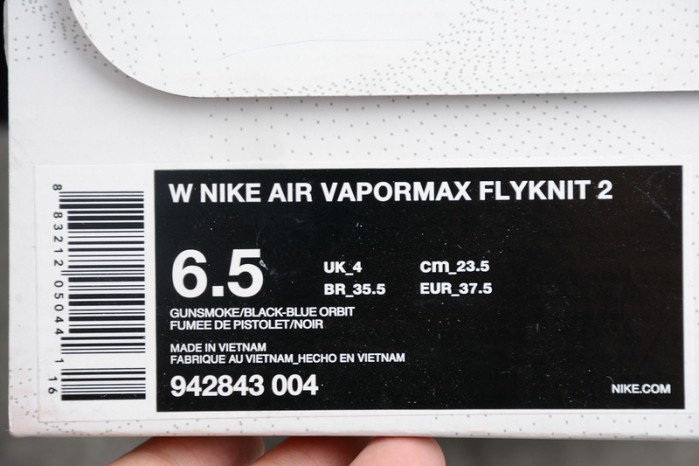 W NIKE AIR VAPORMAX FLYKNIT 2
6.5
UK_4 cm_23.5
BR_35.5 EUR_37.5
GUNSMOKE/BLACK-BLUE ORBIT
FUMEE DE PISTOLET/NOIR
MADE IN VIETNAM
FABRIQUE AU VIETNAM_HECHO EN VIETNAM
942843 004
NIKE.COM
8 83212 05044 1 16